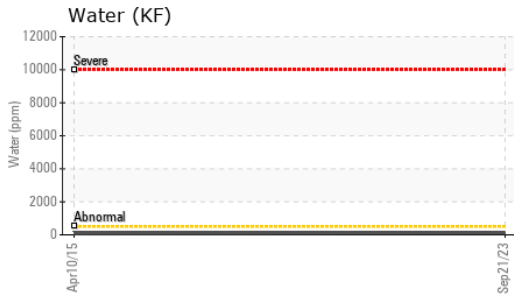 Water (KF)
12000
Severe
10000
8000
6000
4000
2000
Abnormal
0
Water (ppm)
Apr10/15
Sep21/23